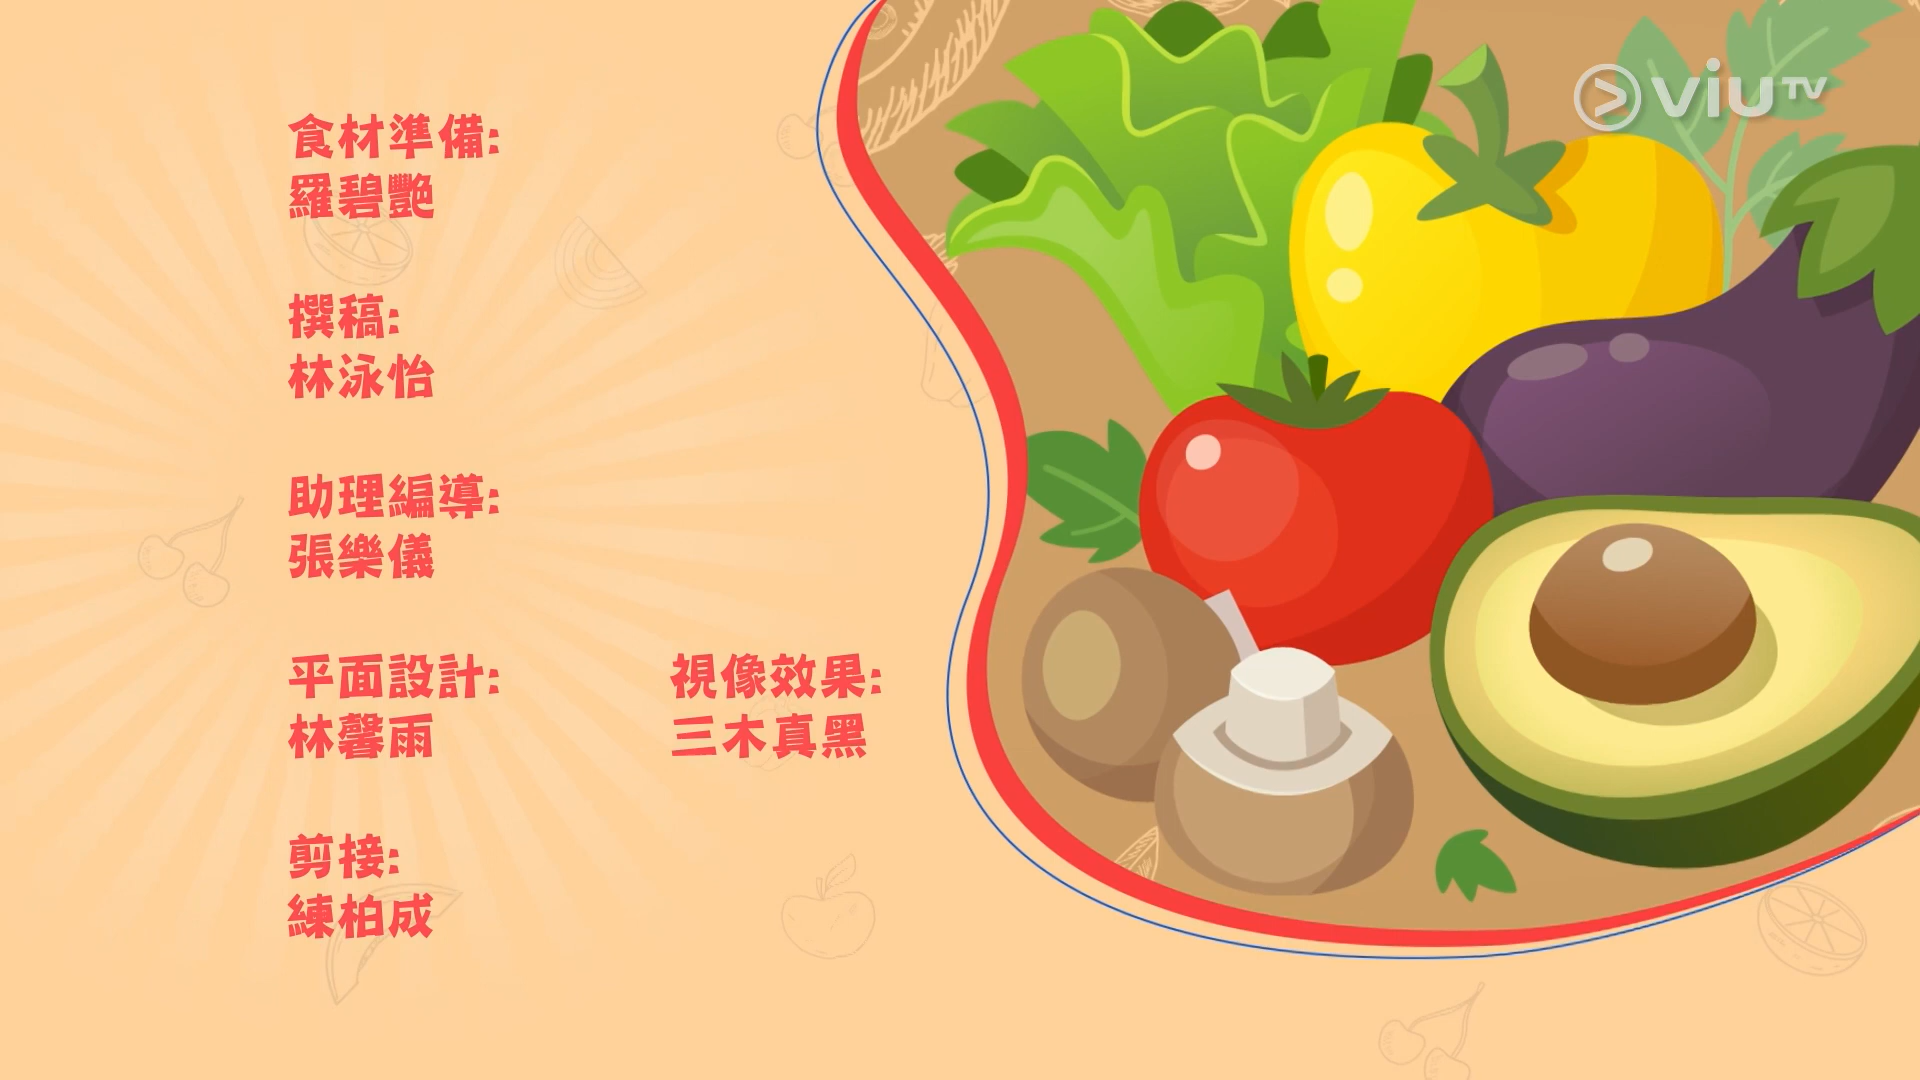 viuTV
食材準備:
羅碧艷
撰稿:
林泳怡
助理編導:
張樂儀
平面設計:
林馨雨
視像效果:
三木真黑
剪接:
練柏成